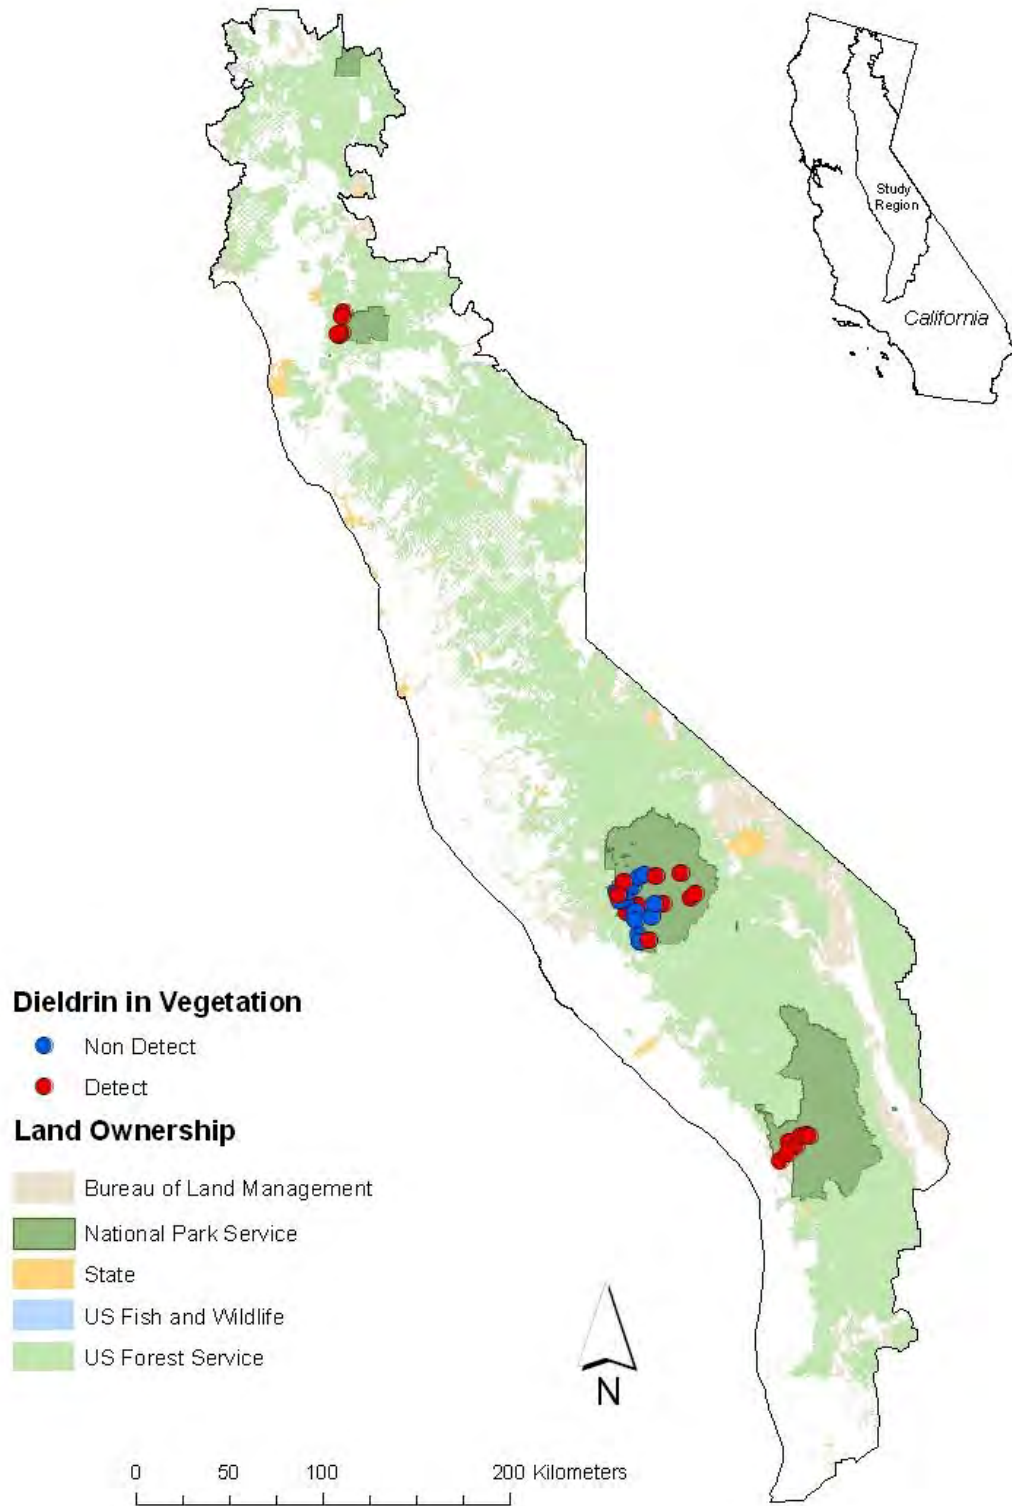 Study
Region
California
Dieldrin in Vegetation
Non Detect
Detect
Land Ownership
Bureau of Land Management
National Park Service
State
US Fish and Wildlife
US Forest Service
N
0 50 100 200 Kilometers